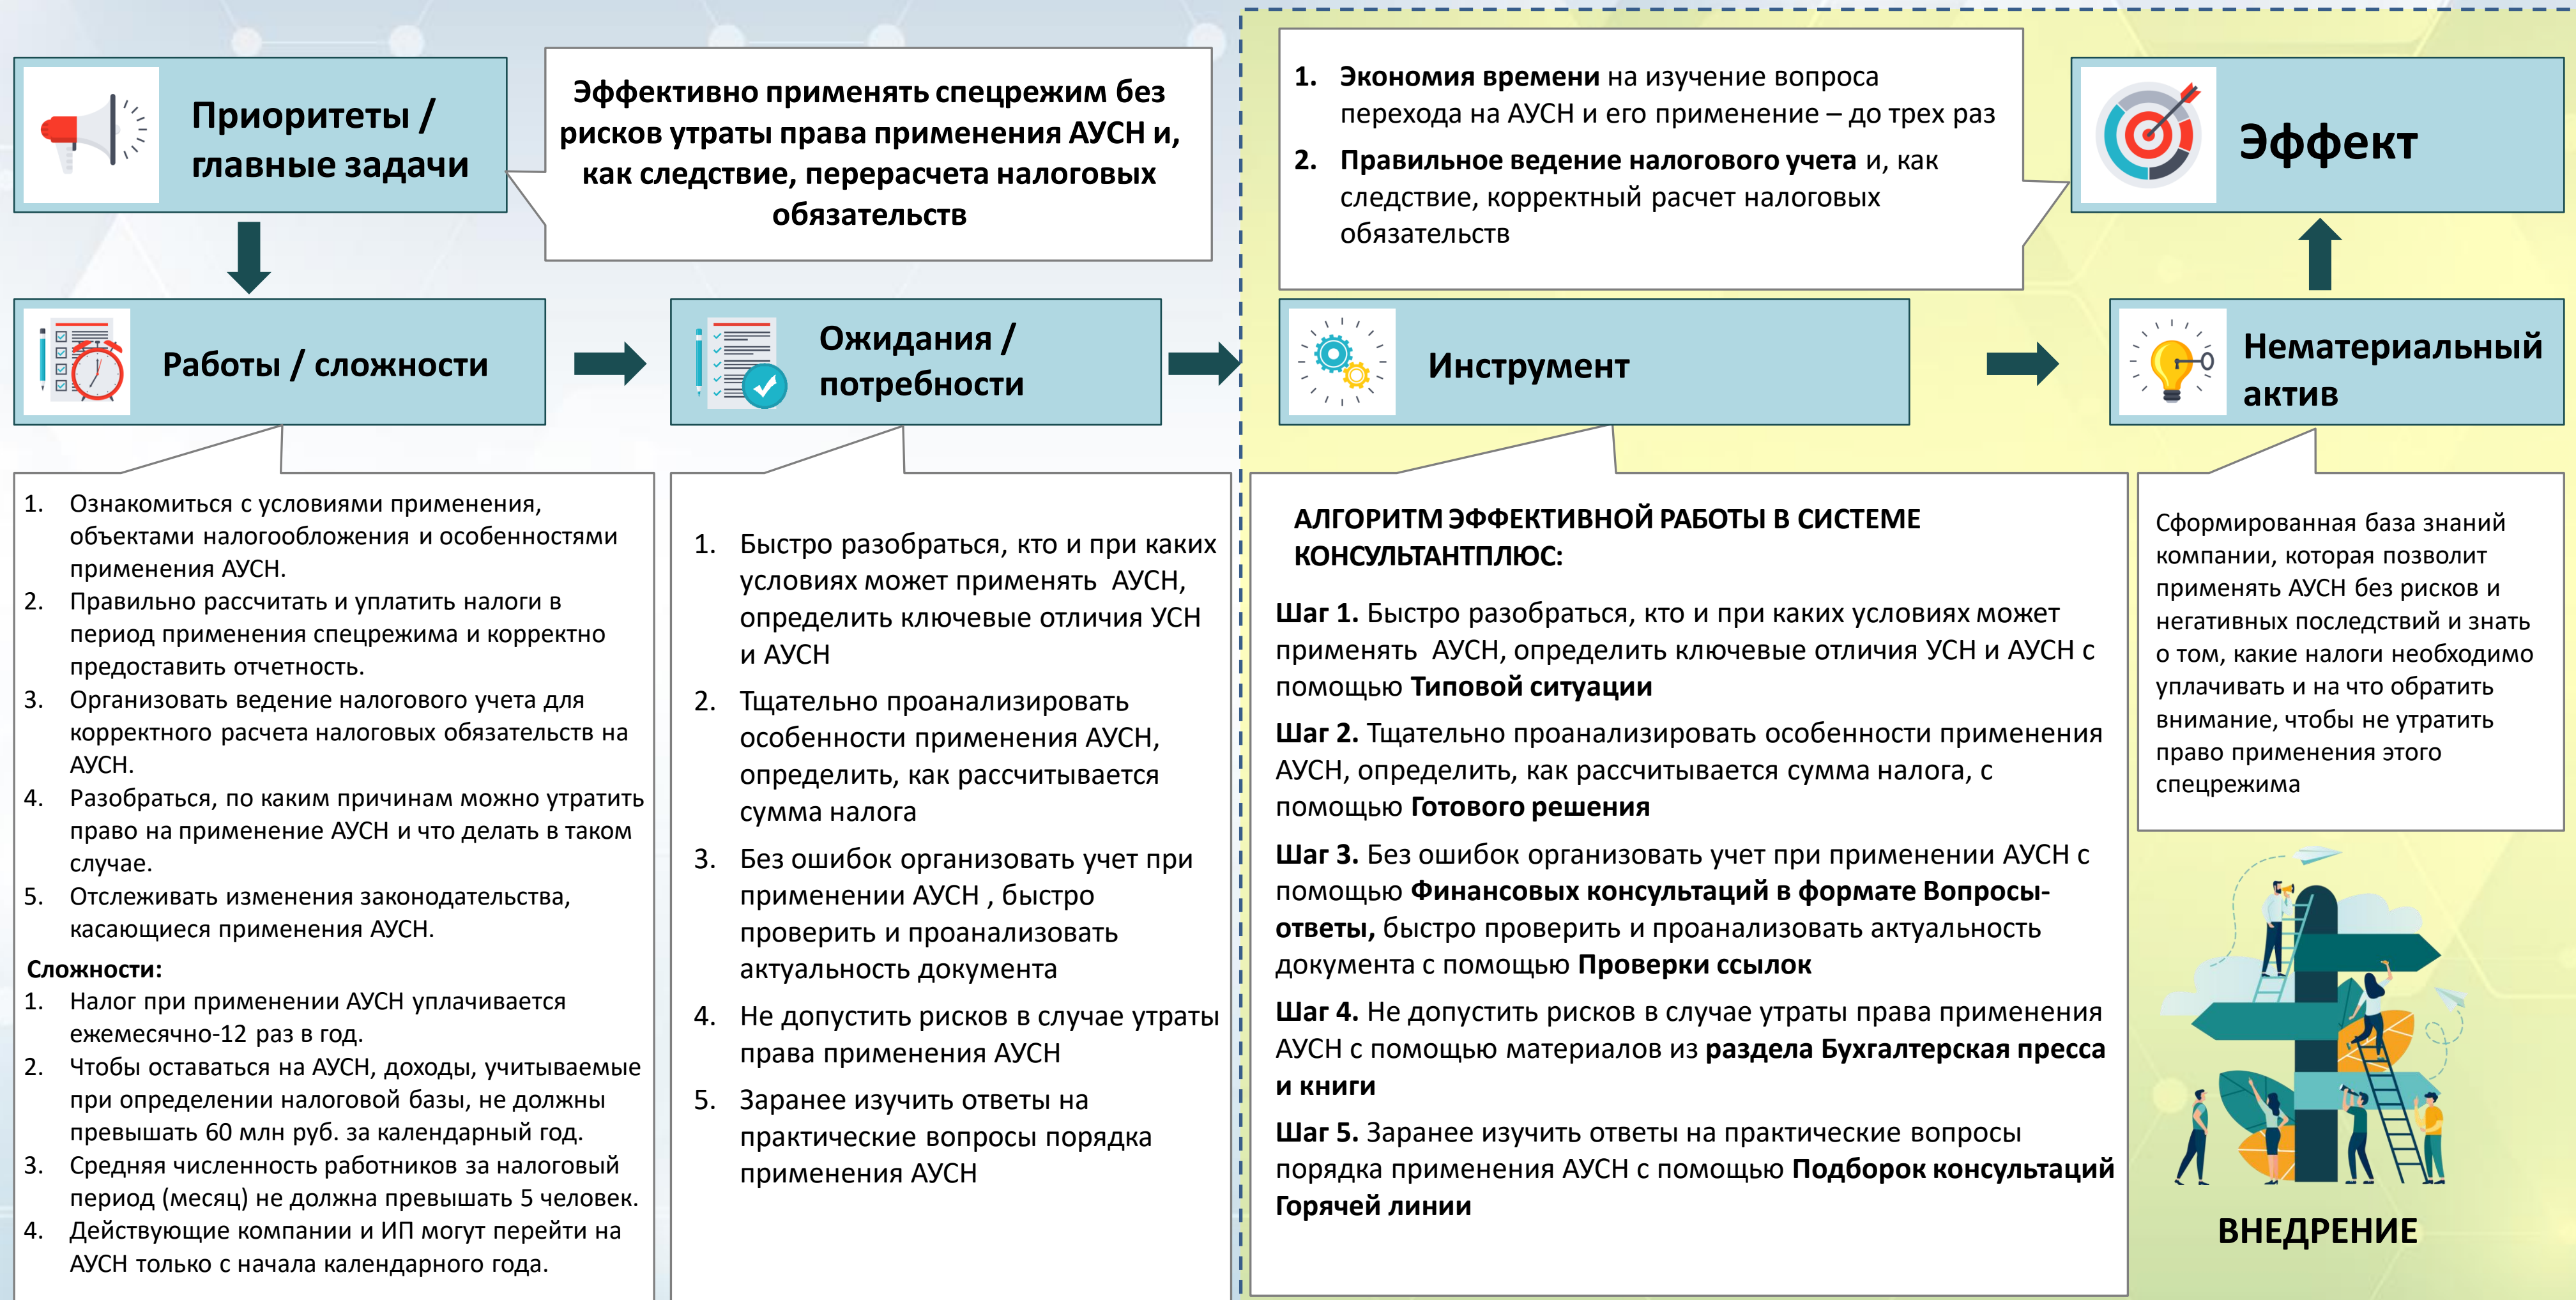 Приоритеты /
главные задачи
Эффективно применять спецрежим без
рисков утраты права применения АУСН и,
как следствие, перерасчета налоговых
обязательств
1. Экономия времени на изучение вопроса
перехода на АУСН и его применение – до трех раз
2. Правильное ведение налогового учета и, как
следствие, корректный расчет налоговых
обязательств
Эффект
Работы / сложности
Ожидания /
потребности
Инструмент
Нематериальный
актив
1. Ознакомиться с условиями применения,
объектами налогообложения и особенностями
применения АУСН.
2. Правильно рассчитать и уплатить налоги в
период применения спецрежима и корректно
предоставить отчетность.
3. Организовать ведение налогового учета для
корректного расчета налоговых обязательств на
АУСН.
4. Разобраться, по каким причинам можно утратить
право на применение АУСН и что делать в таком
случае.
5. Отслеживать изменения законодательства,
касающиеся применения АУСН.
Сложности:
1. Налог при применении АУСН уплачивается
ежемесячно-12 раз в год.
2. Чтобы оставаться на АУСН, доходы, учитываемые
при определении налоговой базы, не должны
превышать 60 млн руб. за календарный год.
3. Средняя численность работников за налоговый
период (месяц) не должна превышать 5 человек.
4. Действующие компании и ИП могут перейти на
АУСН только с начала календарного года.
1. Быстро разобраться, кто и при каких
условиях может применять АУСН,
определить ключевые отличия УСН
и АУСН
2. Тщательно проанализировать
особенности применения АУСН,
определить, как рассчитывается
сумма налога
3. Без ошибок организовать учет при
применении АУСН , быстро
проверить и проанализовать
актуальность документа
4. Не допустить рисков в случае утраты
права применения АУСН
5. Заранее изучить ответы на
практические вопросы порядка
применения АУСН
АЛГОРИТМ ЭФФЕКТИВНОЙ РАБОТЫ В СИСТЕМЕ
КОНСУЛЬТАНТПЛЮС:
Шаг 1. Быстро разобраться, кто и при каких условиях может
применять АУСН, определить ключевые отличия УСН и АУСН с
помощью Типовой ситуации
Шаг 2. Тщательно проанализировать особенности применения
АУСН, определить, как рассчитывается сумма налога, с
помощью Готового решения
Шаг 3. Без ошибок организовать учет при применении АУСН с
помощью Финансовых консультаций в формате Вопросы-
ответы, быстро проверить и проанализовать актуальность
документа с помощью Проверки ссылок
Шаг 4. Не допустить рисков в случае утраты права применения
АУСН с помощью материалов из раздела Бухгалтерская пресса
и книги
Шаг 5. Заранее изучить ответы на практические вопросы
порядка применения АУСН с помощью Подборок консультаций
Горячей линии
Сформированная база знаний
компании, которая позволит
применять АУСН без рисков и
негативных последствий и знать
о том, какие налоги необходимо
уплачивать и на что обратить
внимание, чтобы не утратить
право применения этого
спецрежима
ВНЕДРЕНИЕ